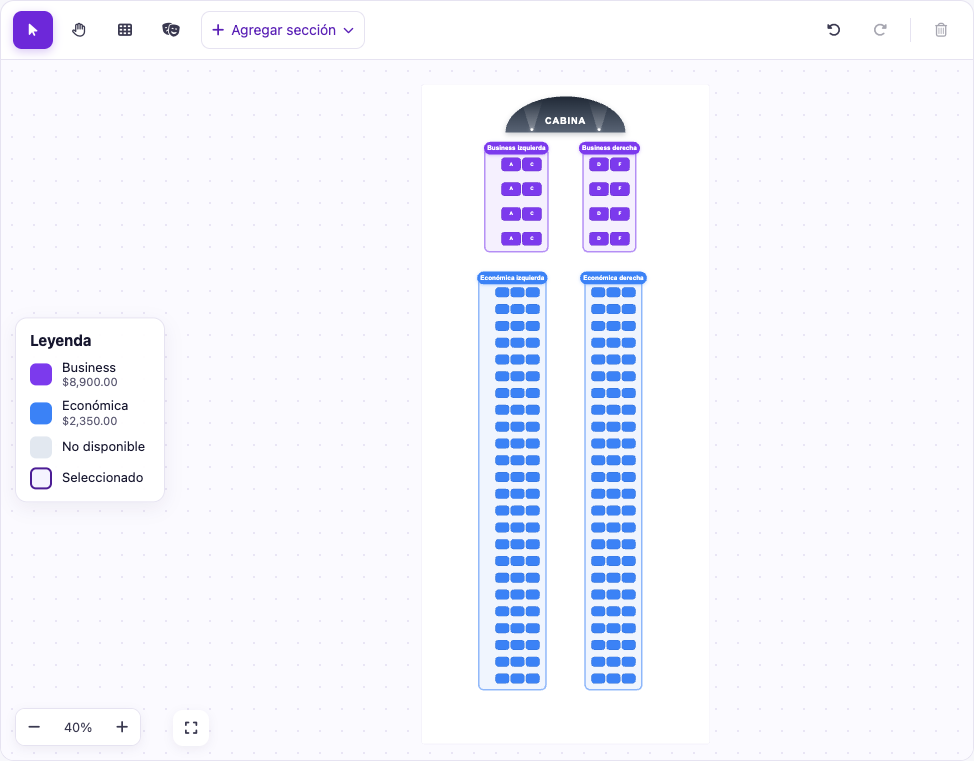 Agregar sección
CABINA
Business izquierda
Business derecha
A C D F
A C D F
A C D F
A C D F
Económica izquierda
Económica derecha
Leyenda
Business
$8,900.00
Económica
$2,350.00
No disponible
Seleccionado
40%